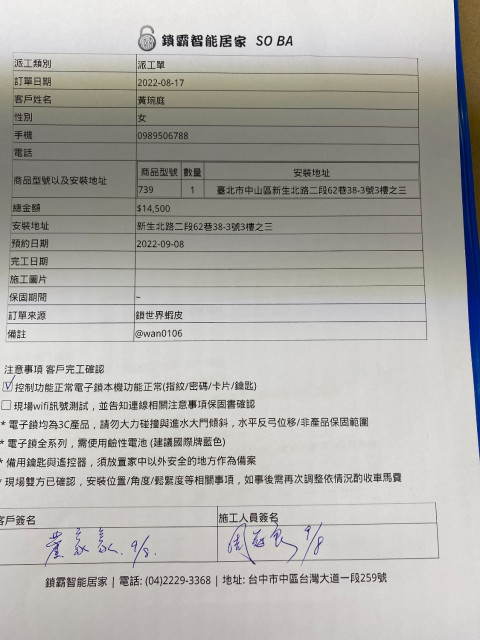 鎖霸智能居家 SO BA
派工類別 派工單
訂單日期 2022-08-17
客戶姓名 黃琬庭
性別 女
手機 0989506788
電話
商品型號以及安裝地址 商品型號 數量 安裝地址
739 1 臺北市中山區新生北路二段62巷38-3號3樓之三
總金額 $14,500
安裝地址 新生北路二段62巷38-3號3樓之三
預約日期 2022-09-08
完工日期
施工圖片
保固期間 ~
訂單來源 鎖世界蝦皮
備註 @wan0106
注意事項 客戶完工確認
控制功能正常電子鎖本機功能正常(指紋/密碼/卡片/鑰匙)
現場wifi訊號測試，並告知連線相關注意事項保固書確認
* 電子鎖均為3C產品，請勿大力碰撞與進水大門傾斜，水平反弓位移/非產品保固範圍
* 電子鎖全系列，需使用鹼性電池 (建議國際牌藍色)
* 備用鑰匙與遙控器，須放置家中以外安全的地方作為備案
* 現場雙方已確認，安裝位置/角度/鬆緊度等相關事項，如事後需再次調整依情況酌收車馬費
客戶簽名 施工人員簽名
9/8. 9/8
鎖霸智能居家 | 電話: (04)2229-3368 | 地址: 台中市中區台灣大道一段259號